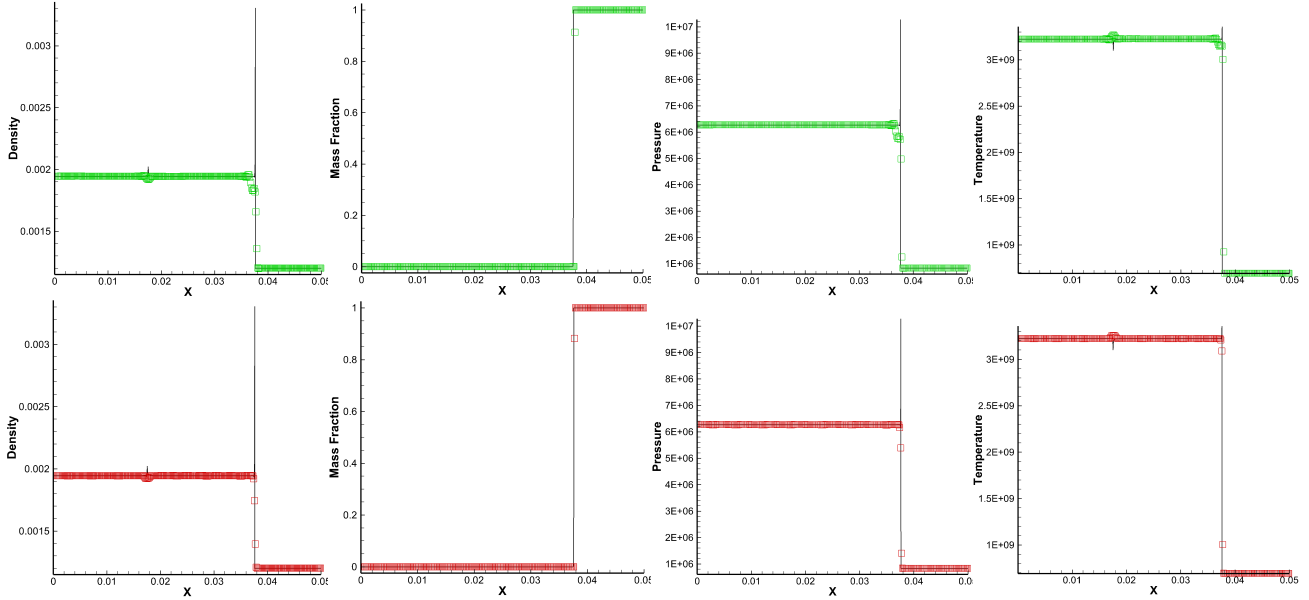 Density
0.003
0.0025
0.002
0.0015
0
0.01
0.02
0.03
0.04
0.05
X
Mass Fraction
1
0.8
0.6
0.4
0.2
0
0
0.01
0.02
0.03
0.04
0.05
X
Pressure
1E+07
9E+06
8E+06
7E+06
6E+06
5E+06
4E+06
3E+06
2E+06
1E+06
0
0.01
0.02
0.03
0.04
0.0
X
Temperature
3E+09
2.5E+09
2E+09
1.5E+09
1E+09
0.01
0.02
0.03
0.04
0.05
X
Density
0.003
0.0025
0.002
0.0015
0
0.01
0.02
0.03
0.04
0.05
X
Mass Fraction
1
0.8
0.6
0.4
0.2
0
0
0.01
0.02
0.03
0.04
0.05
X
Pressure
1E+07
9E+06
8E+06
7E+06
6E+06
5E+06
4E+06
3E+06
2E+06
1E+06
0
0.01
0.02
0.03
0.04
0.0
X
Temperature
3E+09
2.5E+09
2E+09
1.5E+09
1E+09
0.01
0.02
0.03
0.04
0.05
X